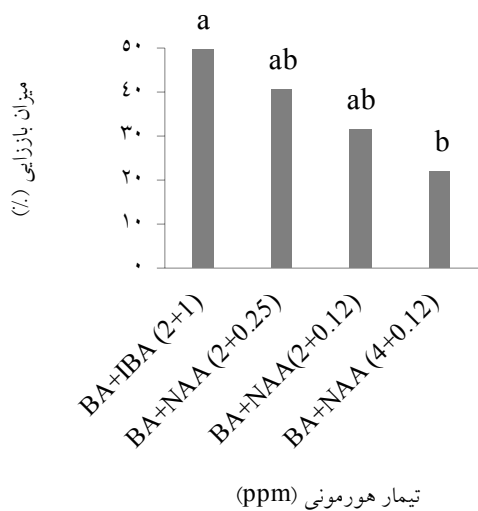 a
ab
ab
b
۵۰
۴۰
۳۰
۲۰
۱۰
۰
میزان باززایی (٪)
BA+IBA (2+1)
BA+NAA (2+0.25)
BA+NAA(2+0.12)
BA+NAA (4+0.12)
تیمار هورمونی (ppm)